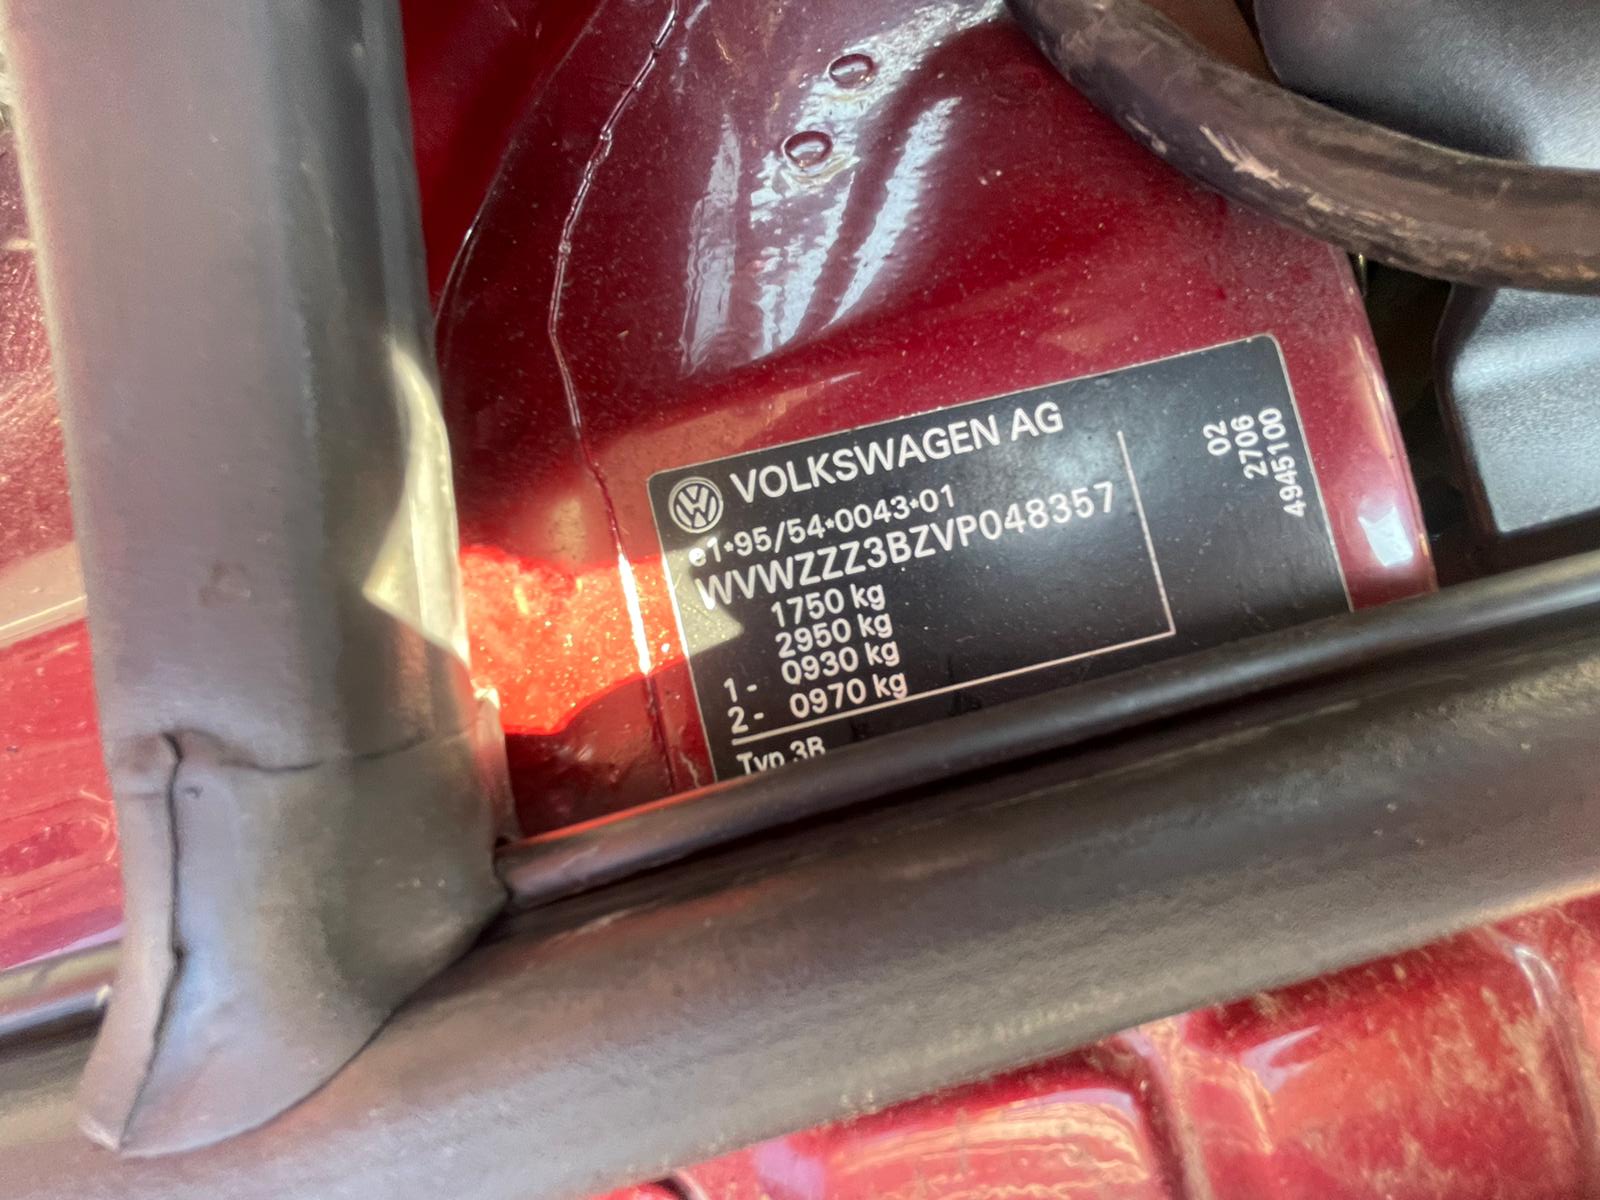 VOLKSWAGEN AG
e1*95/54*0043*01
WVWZZZ3BZVP048357
1750 kg
2950 kg
1- 0930 kg
2- 0970 kg
Typ 3B
02
2706
4945100